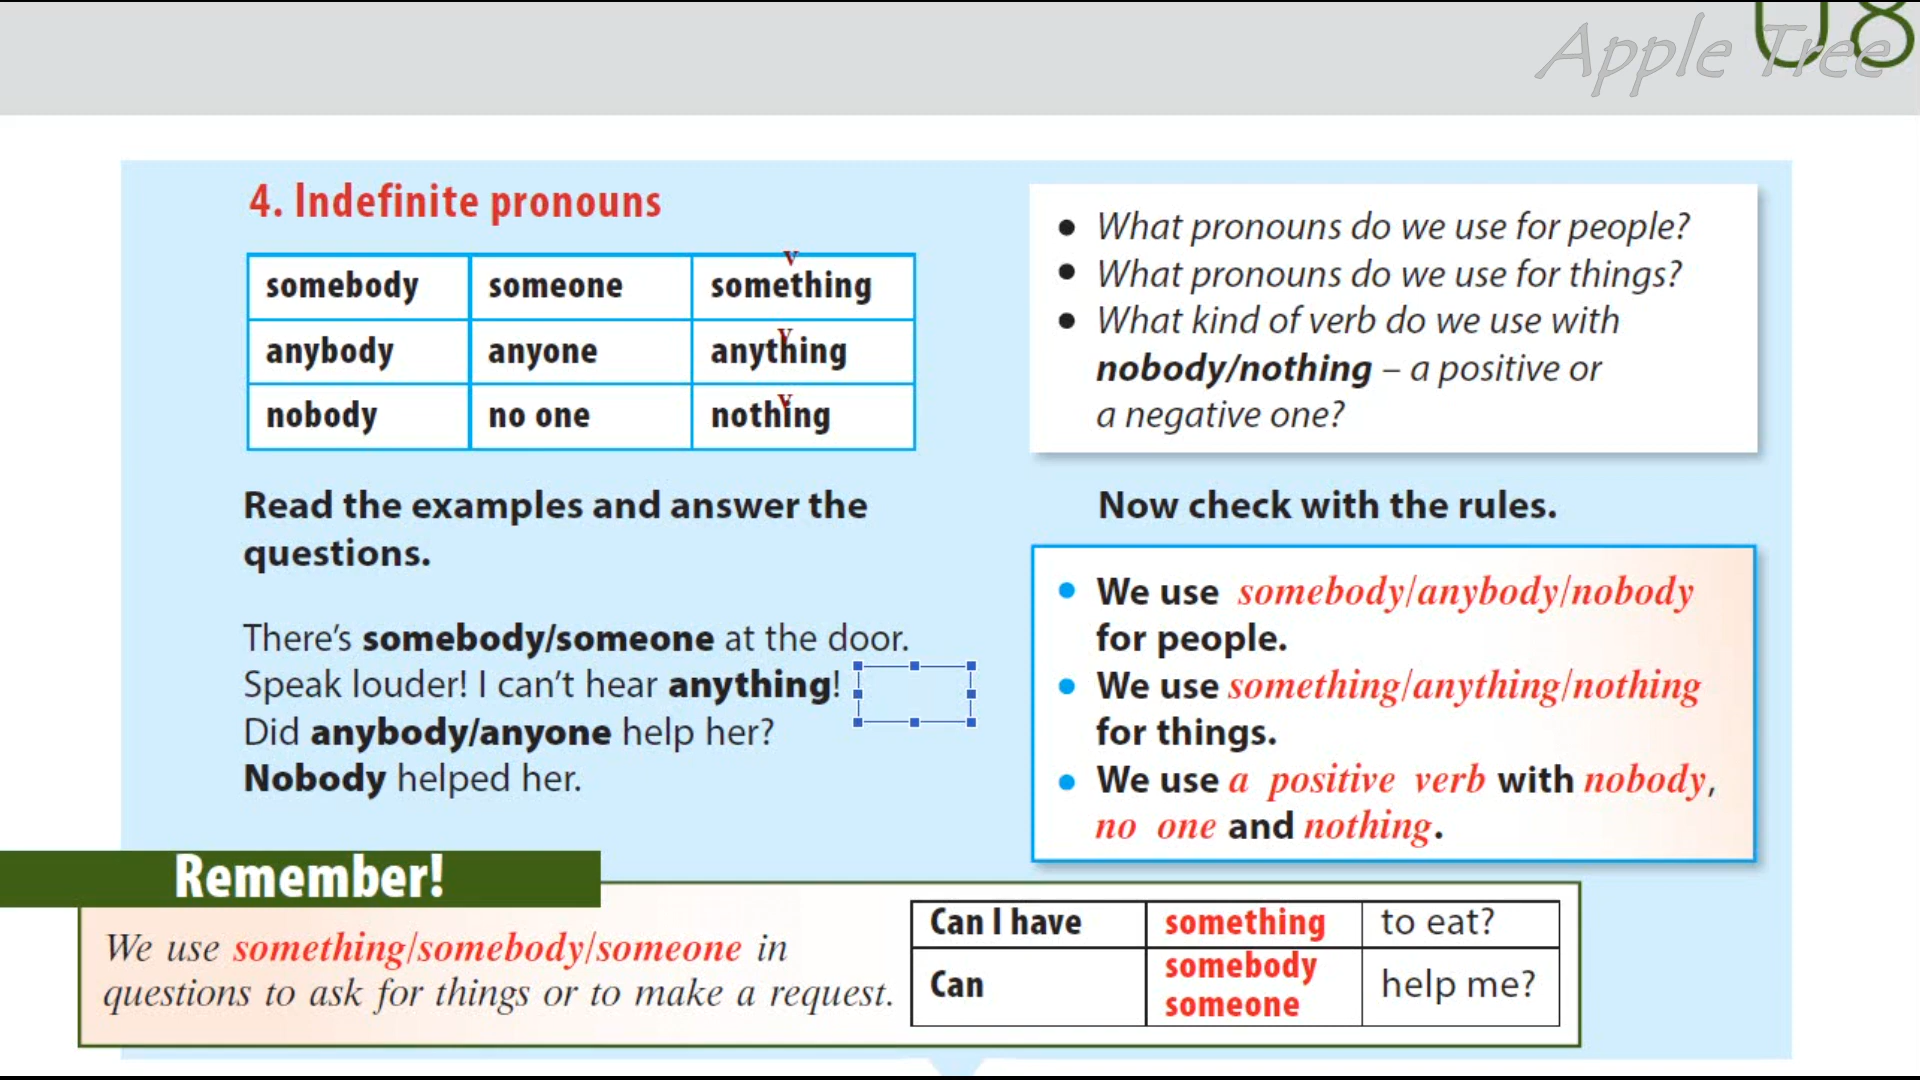 U8
Apple Tree
4. Indefinite pronouns
v
somebody someone something
v
anybody anyone anything
v
nobody no one nothing
Read the examples and answer the
questions.
There's somebody/someone at the door.
Speak louder! I can't hear anything!
Did anybody/anyone help her?
Nobody helped her.
● What pronouns do we use for people?
● What pronouns do we use for things?
● What kind of verb do we use with
nobody/nothing – a positive or
a negative one?
Now check with the rules.
● We use somebody/anybody/nobody
for people.
● We use something/anything/nothing
for things.
● We use a positive verb with nobody,
no one and nothing.
Remember!
We use something/somebody/someone in
questions to ask for things or to make a request.
Can I have something to eat?
Can somebody someone help me?